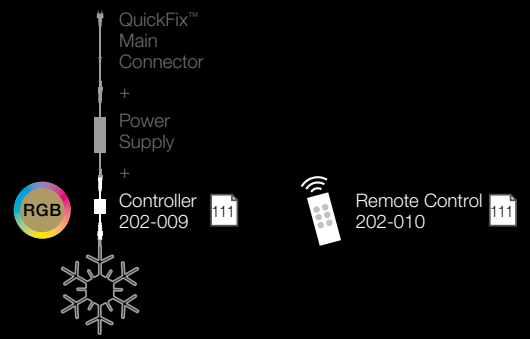 QuickFix™
Main
Connector
+
Power
Supply
+
RGB
Controller
202-009
111
Remote Control
202-010
111